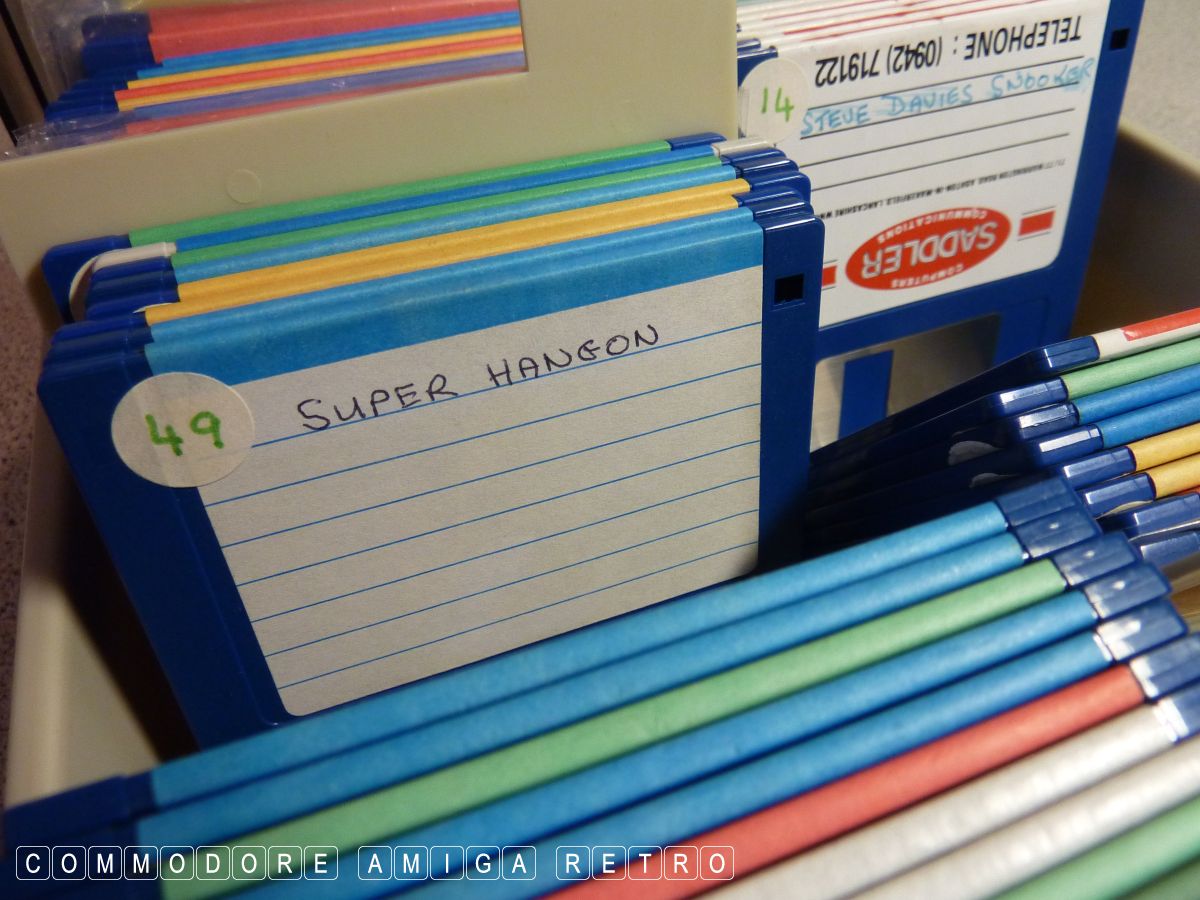 TELEPHONE : (0942) 719122
14
STEVE DAVIES SNOOKER
COMPUTERS
SADDLER
COMMUNICATIONS
SUPER HANGON
49
COMMODORE AMIGA RETRO